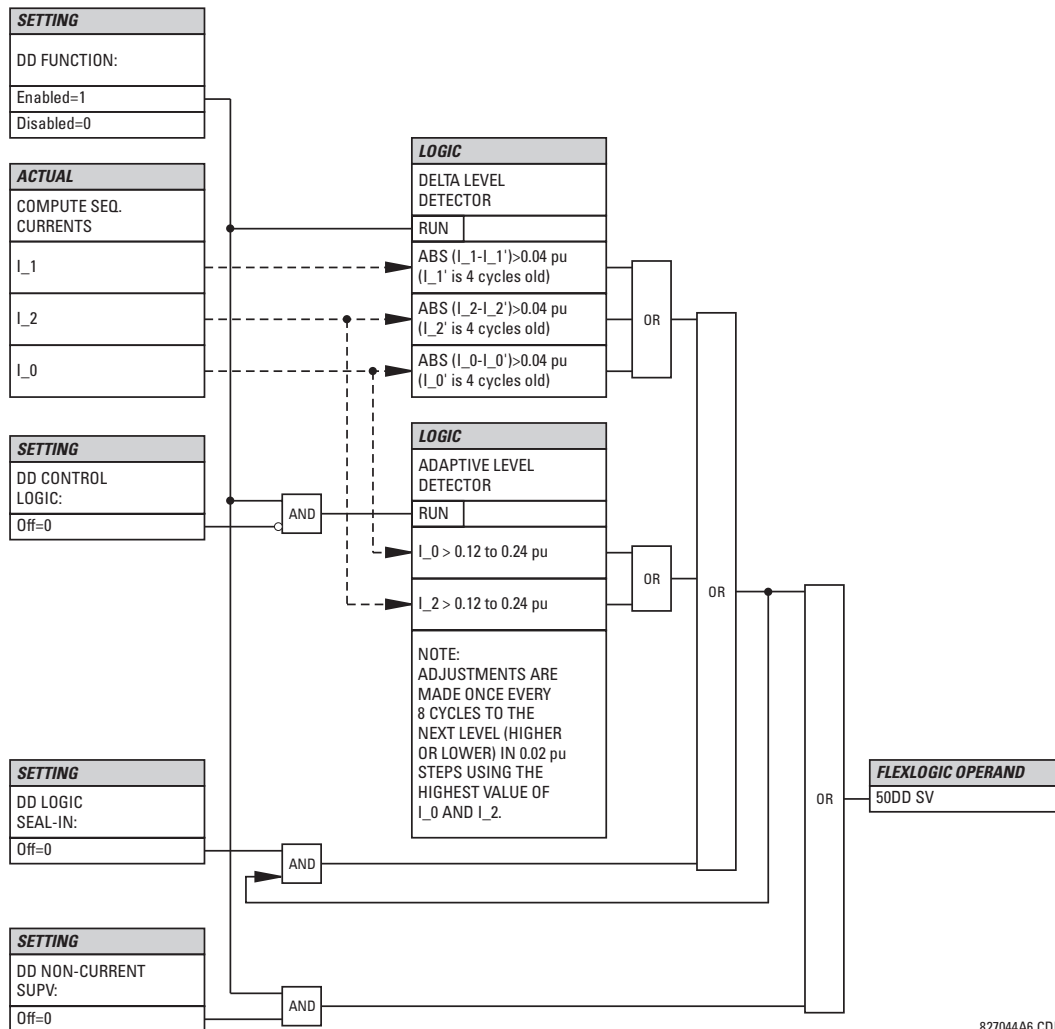 SETTING
DD FUNCTION:
Enabled=1
Disabled=0
ACTUAL
COMPUTE SEQ.
CURRENTS
I_1
I_2
I_0
SETTING
DD CONTROL
LOGIC:
Off=0
AND
LOGIC
DELTA LEVEL
DETECTOR
RUN
ABS (I_1-I_1')>0.04 pu
(I_1' is 4 cycles old)
ABS (I_2-I_2')>0.04 pu
(I_2' is 4 cycles old)
ABS (I_0-I_0')>0.04 pu
(I_0' is 4 cycles old)
OR
LOGIC
ADAPTIVE LEVEL
DETECTOR
RUN
I_0 > 0.12 to 0.24 pu
I_2 > 0.12 to 0.24 pu
NOTE:
ADJUSTMENTS ARE
MADE ONCE EVERY
8 CYCLES TO THE
NEXT LEVEL (HIGHER
OR LOWER) IN 0.02 pu
STEPS USING THE
HIGHEST VALUE OF
I_0 AND I_2.
OR
OR
SETTING
DD LOGIC
SEAL-IN:
Off=0
AND
SETTING
DD NON-CURRENT
SUPV:
Off=0
AND
OR
FLEXLOGIC OPERAND
50DD SV